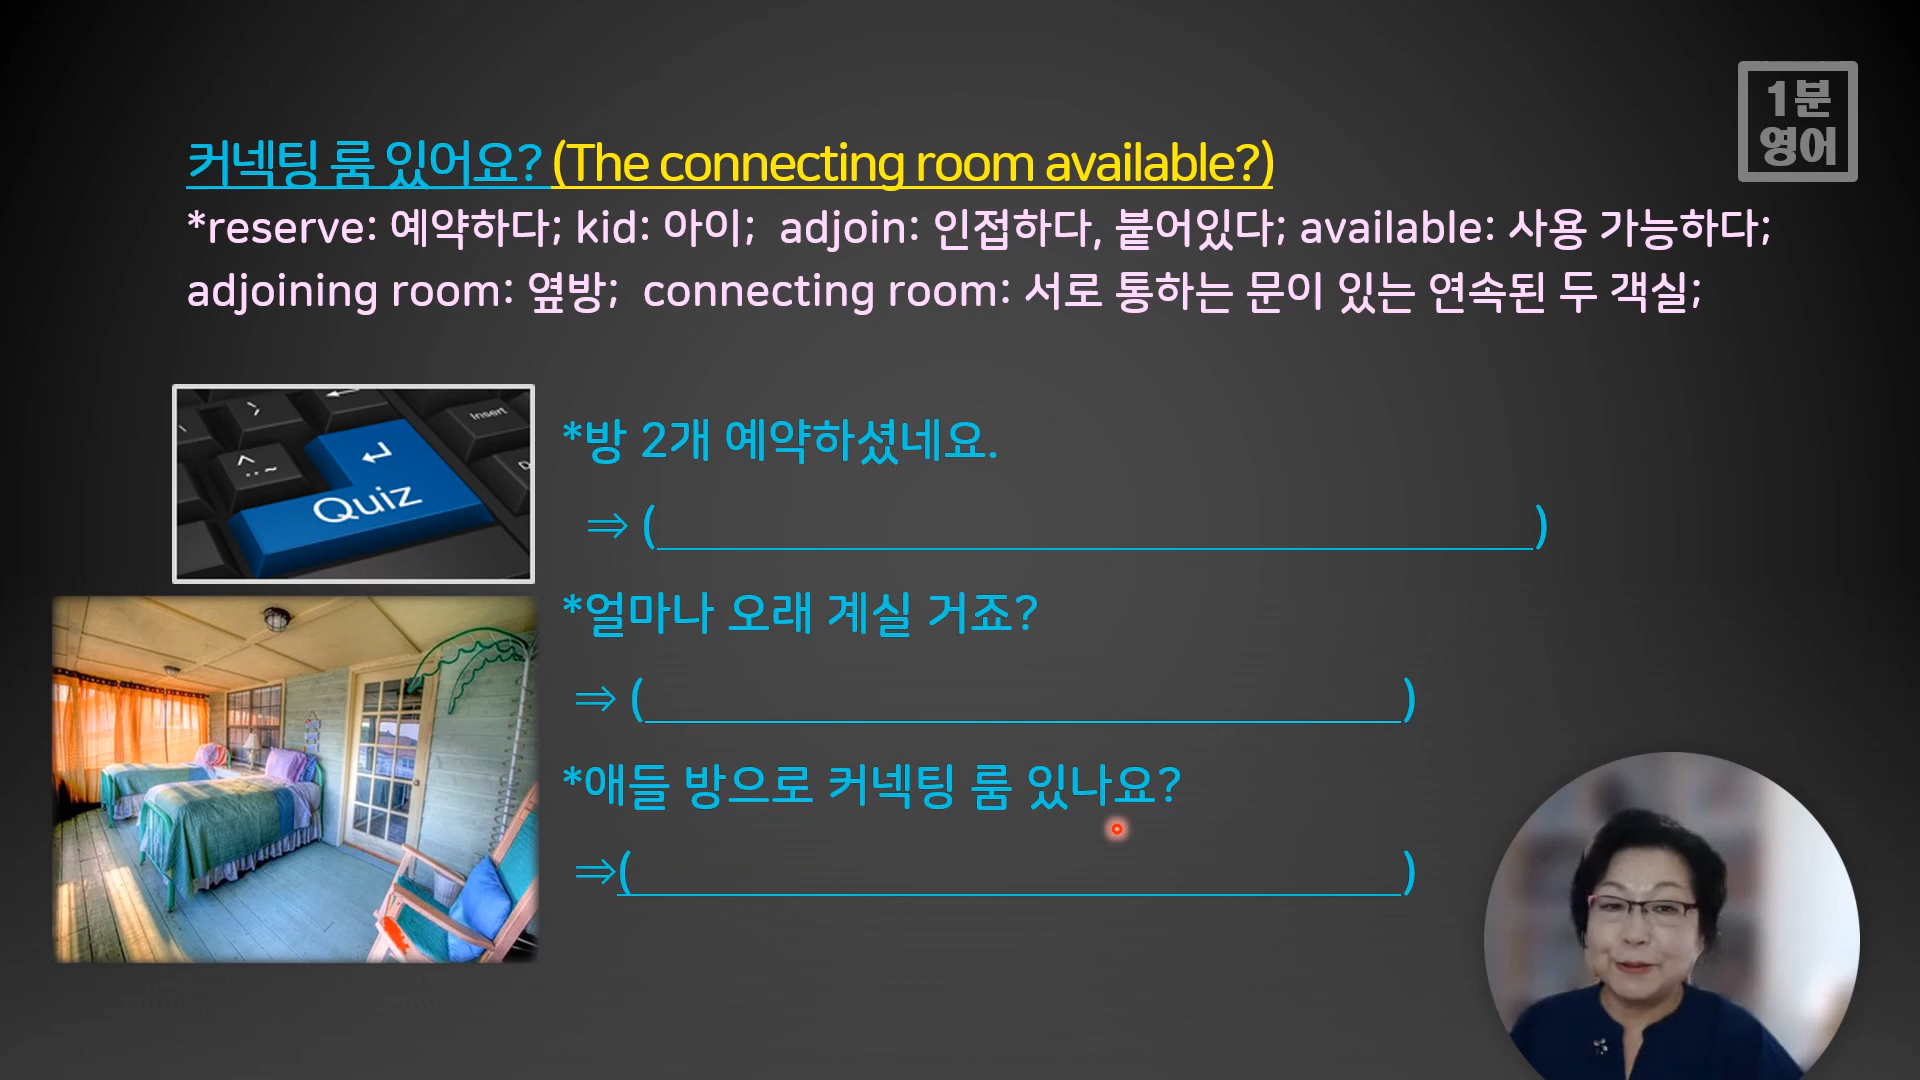 1분
영어
커넥팅 룸 있어요? (The connecting room available?)
*reserve: 예약하다; kid: 아이; adjoin: 인접하다, 붙어있다; available: 사용 가능하다;
adjoining room: 옆방; connecting room: 서로 통하는 문이 있는 연속된 두 객실;
Insert
Quiz
*방 2개 예약하셨네요.
⇒ (                    )
*얼마나 오래 계실 거죠?
⇒ (                    )
*애들 방으로 커넥팅 룸 있나요?
⇒(                    )